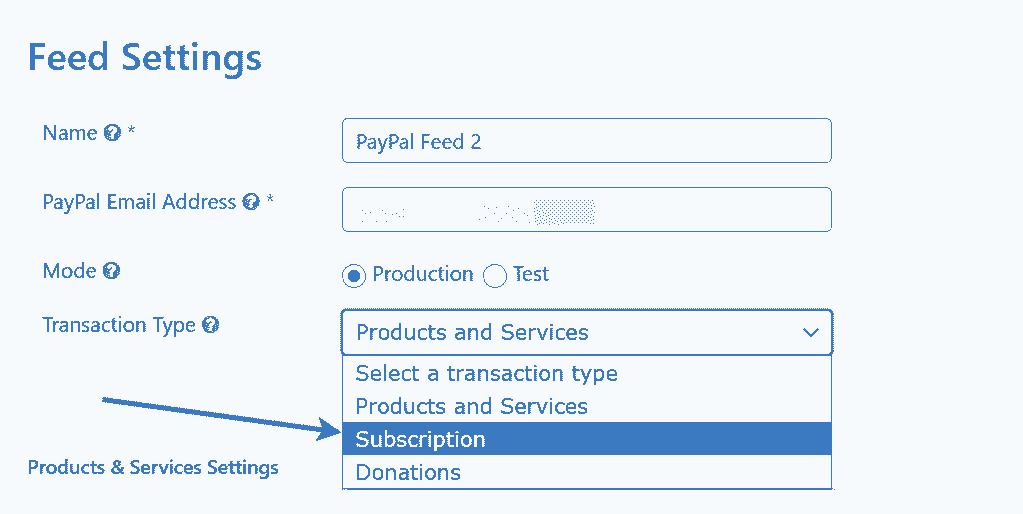 Feed Settings
Name *
PayPal Feed 2
PayPal Email Address *
Mode
Production Test
Transaction Type
Products and Services
Select a transaction type
Products and Services
Subscription
Donations
Products & Services Settings